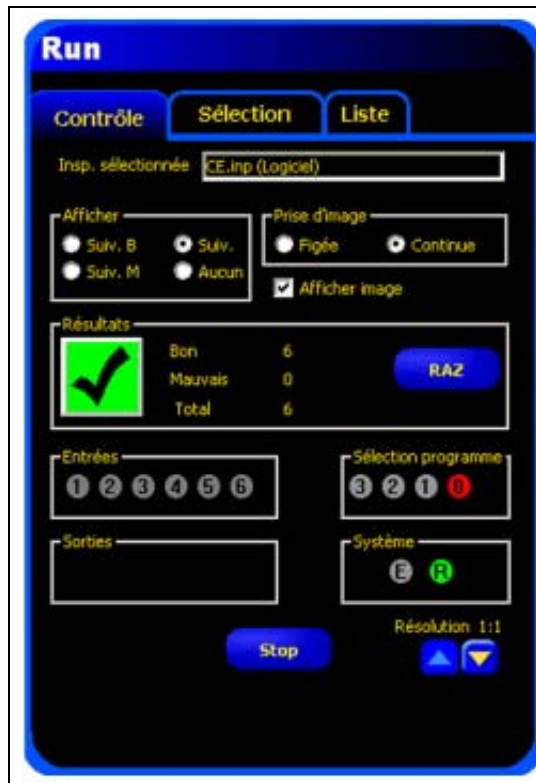 Run
Contrôle Sélection Liste
Insp. sélectionnée CE.inp (Logiciel)
Afficher
Suiv. B Suiv.
Suiv. M Aucun
Prise d'image
Figée Continue
Afficher image
Résultats
Bon 6
Mauvais 0
Total 6
RAZ
Entrées
1 2 3 4 5 6
Sélection programme
3 2 1 0
Sorties
Système
E R
Stop
Résolution 1:1